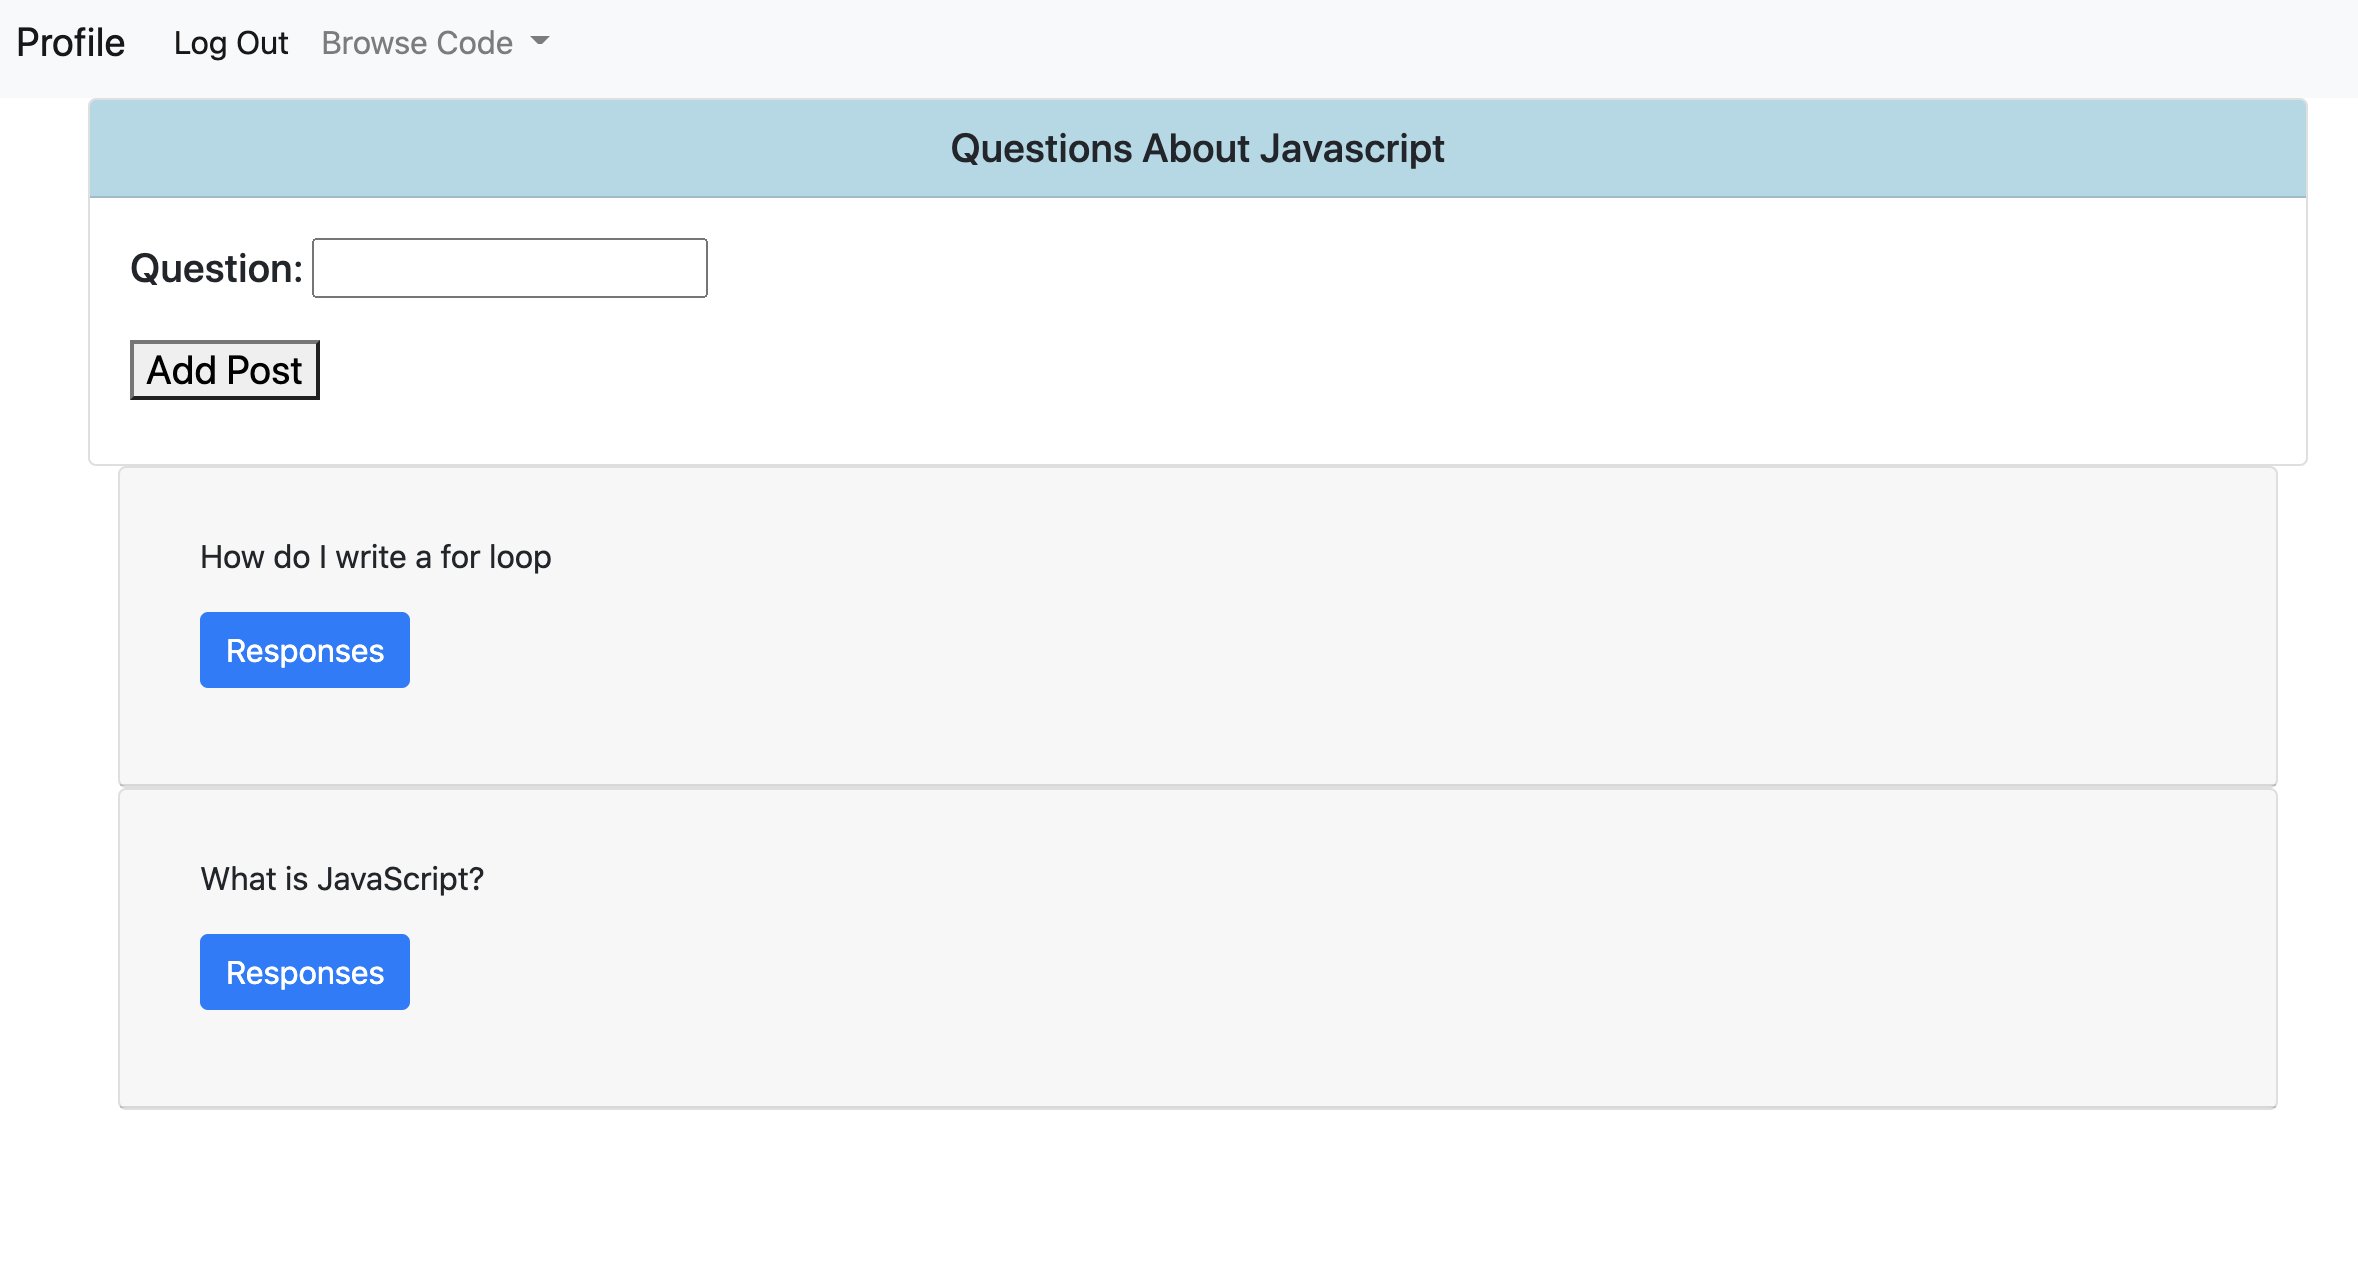 Profile Log Out Browse Code
Questions About Javascript
Question:
Add Post
How do I write a for loop
Responses
What is JavaScript?
Responses